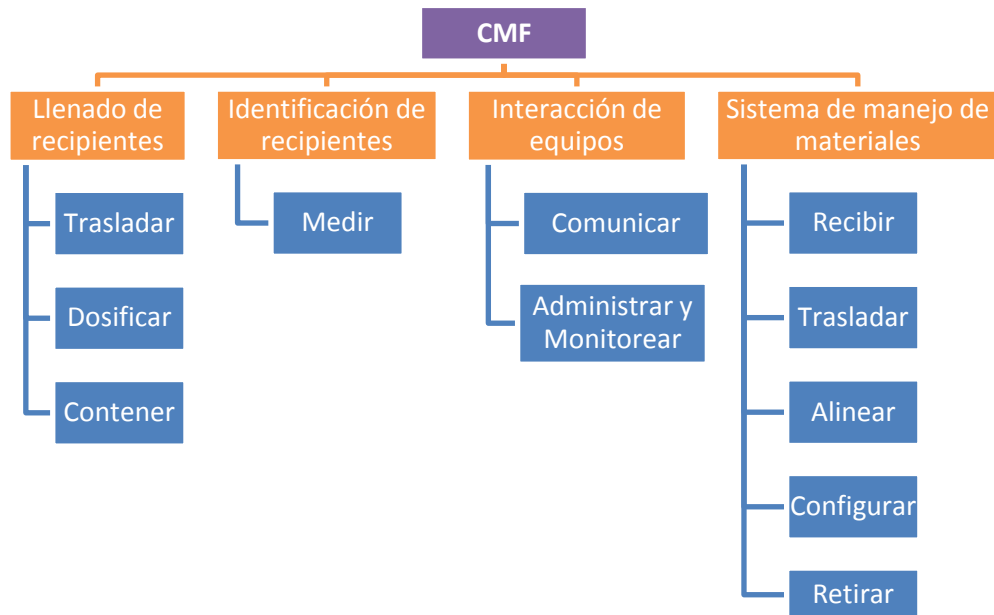 CMF
Llenado de
recipientes
Trasladar
Dosificar
Contener
Identificación de
recipientes
Medir
Interacción de
equipos
Comunicar
Administrar y
Monitorear
Sistema de manejo de
materiales
Recibir
Trasladar
Alinear
Configurar
Retirar